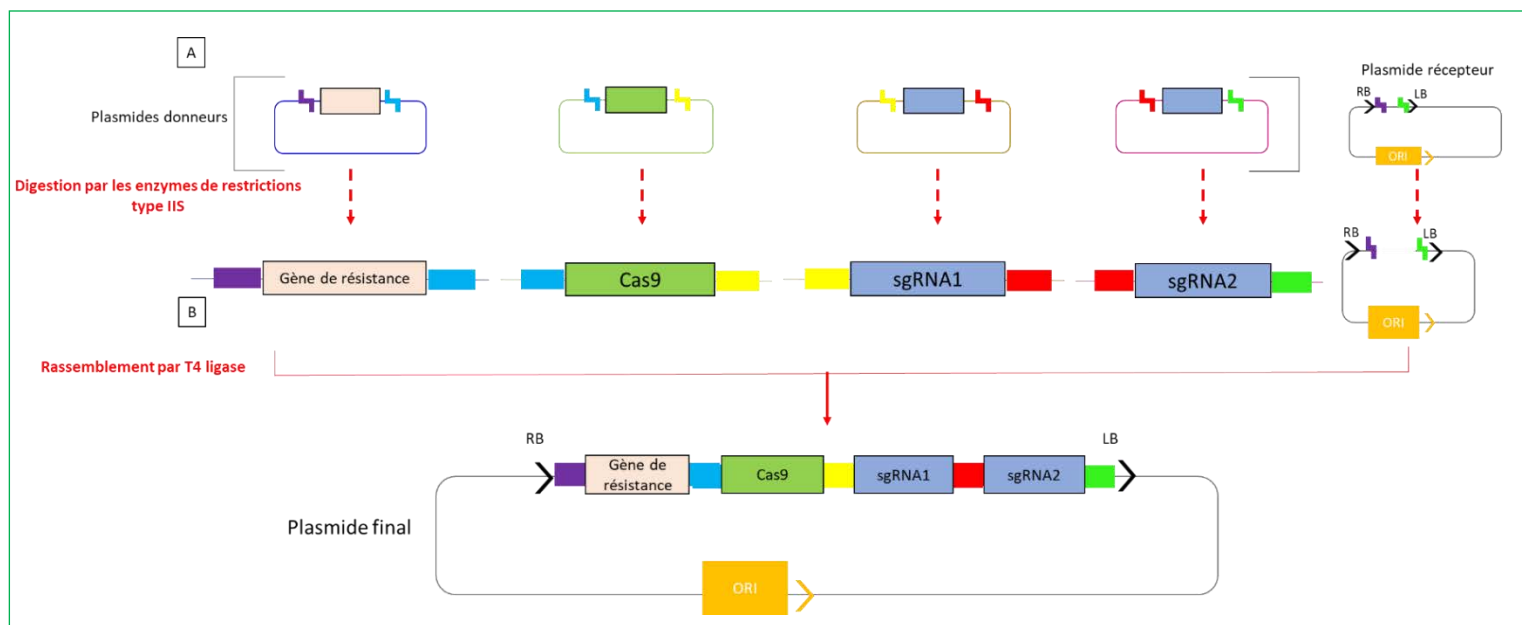 A
Plasmides donneurs
Plasmide récepteur
RB
LB
ORI
Digestion par les enzymes de restrictions
type IIS
Gène de résistance
Cas9
sgRNA1
sgRNA2
RB
LB
ORI
B
Rassemblement par T4 ligase
RB
LB
Gène de
résistance
Cas9
sgRNA1
sgRNA2
Plasmide final
ORI